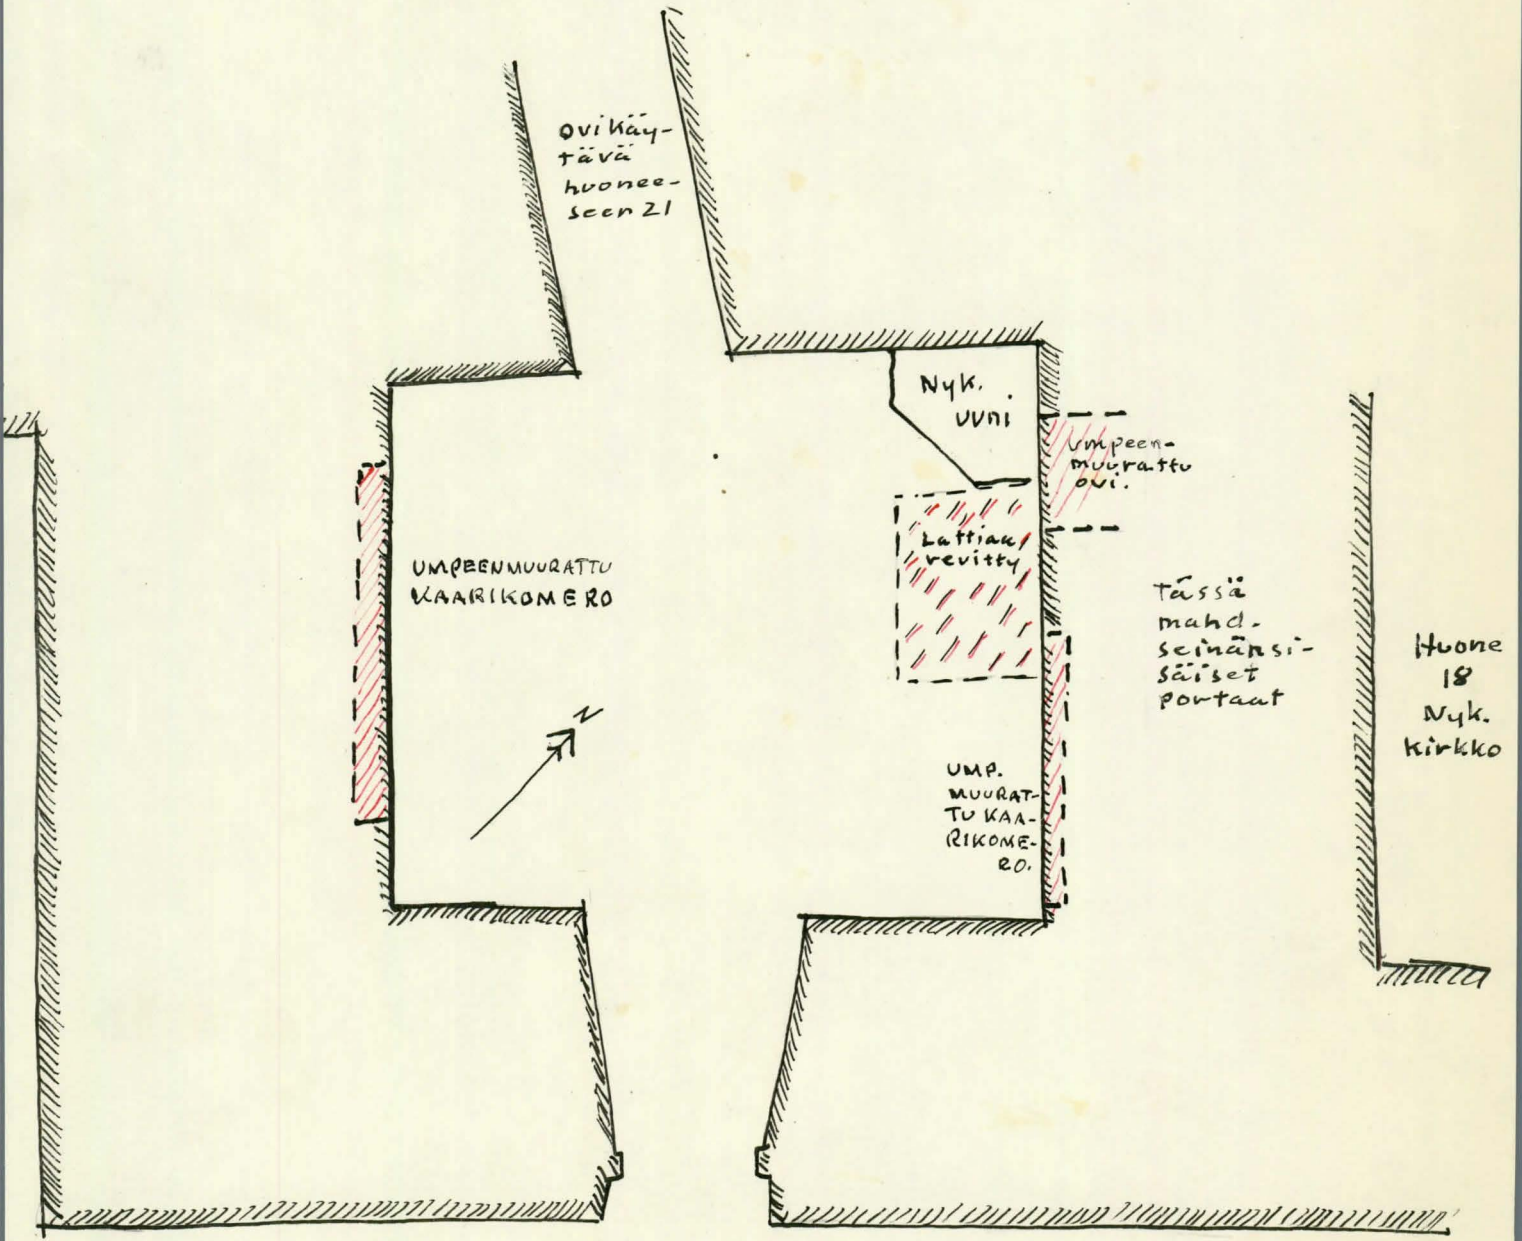 Ovikäy-
tävä
huonee-
seen 21
Nyk.
uuni
Umpeen-
muurattu
ovi.
Lattiaa
revitty
UMPEENMUURATTU
KAARIKOMERO
Tässä
mahd.
seinänsi-
säiset
portaat
Huone
18
Nyk.
kirkko
N
UMP.
MUURAT-
TU KAA-
RIKOME-
RO.